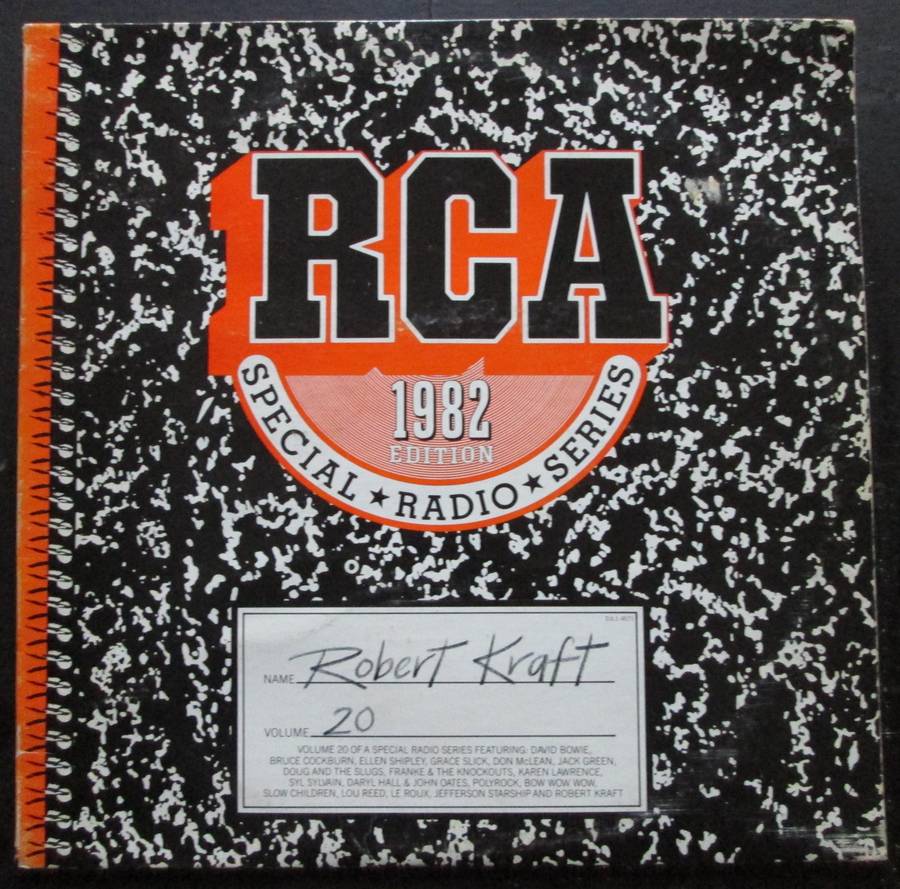 RCA
1982
EDITION
SPECIAL ★ RADIO ★ SERIES
NAME Robert Kraft
VOLUME 20
VOLUME 20 OF A SPECIAL RADIO SERIES FEATURING: DAVID BOWIE,
BRUCE COCKBURN, ELLEN SHIPLEY, GRACE SLICK, DON McLEAN, JACK GREEN,
DOUG AND THE SLUGS, FRANKE & THE KNOCKOUTS, KAREN LAWRENCE,
SYL SYLVAIN, DARYL HALL & JOHN OATES, POLYROCK, BOW WOW WOW,
SLOW CHILDREN, LOU REED, LE ROUX, JEFFERSON STARSHIP AND ROBERT KRAFT